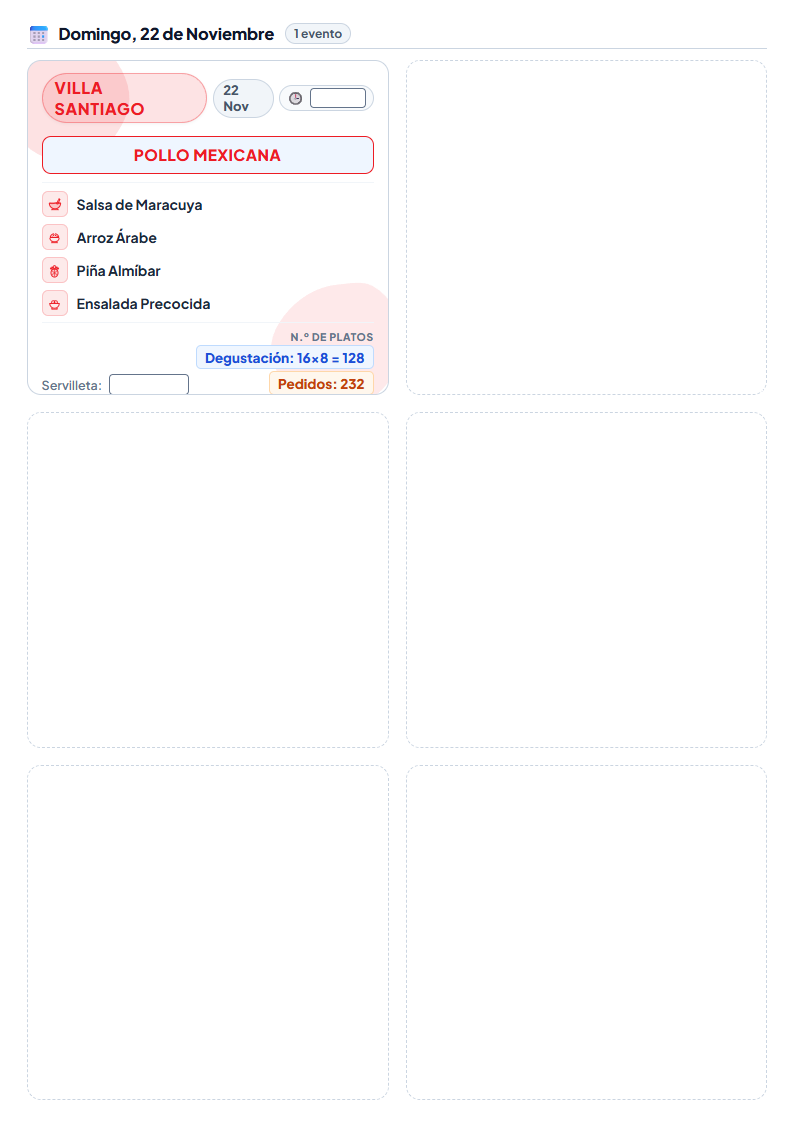 Domingo, 22 de Noviembre 1 evento
VILLA
SANTIAGO
22
Nov
POLLO MEXICANA
Salsa de Maracuya
Arroz Árabe
Piña Almíbar
Ensalada Precocida
N.º DE PLATOS
Degustación: 16×8 = 128
Servilleta:
Pedidos: 232